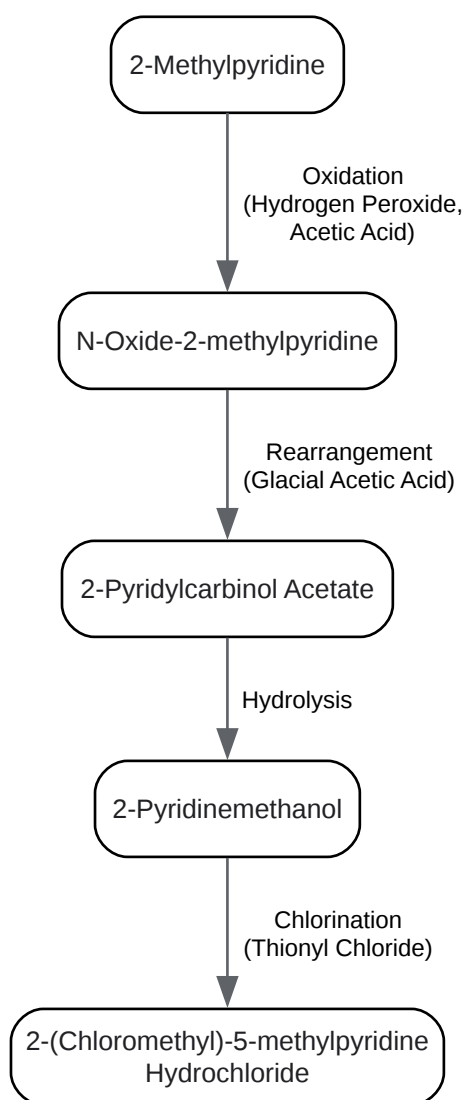 2-Methylpyridine
Oxidation
(Hydrogen Peroxide,
Acetic Acid)
N-Oxide-2-methylpyridine
Rearrangement
(Glacial Acetic Acid)
2-Pyridylcarbinol Acetate
Hydrolysis
2-Pyridinemethanol
Chlorination
(Thionyl Chloride)
2-(Chloromethyl)-5-methylpyridine
Hydrochloride